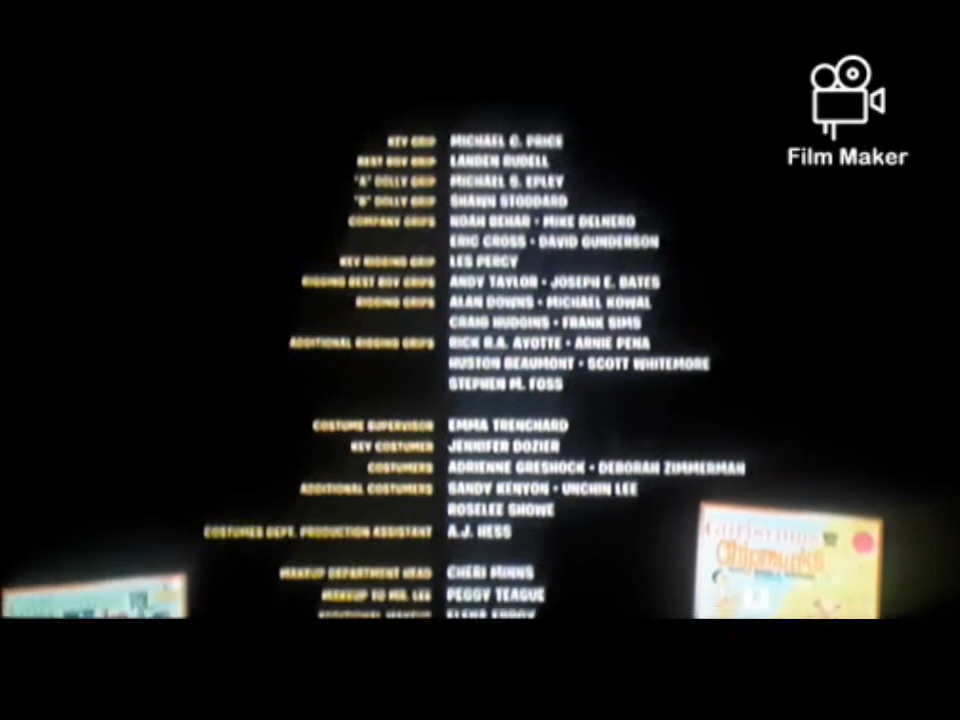 Film Maker
KEY GRIP MICHAEL C. PRICE
BEST BOY GRIP LANDEN RUDELL
"A" DOLLY GRIP MICHAEL S. EPLEY
"B" DOLLY GRIP SHAWN STODDARD
COMPANY GRIPS NOAH BEHAR • MIKE DELHERO
ERIC CROSS • DAVID GUNDERSON
KEY RIGGING GRIP LES PERCY
RIGGING BEST BOY GRIPS ANDY TAYLOR • JOSEPH E. BATES
RIGGING GRIPS ALAN DOWNS • MICHAEL KOWAL
CRAIG HUDGINS • FRANK SIMS
ADDITIONAL RIGGING GRIPS RICK R.A. AYOTTE • ARNIE PENA
HUSTON BEAUMONT • SCOTT WHITEMORE
STEPHEN M. FOSS
COSTUME SUPERVISOR EMMA TRENCHARD
KEY COSTUMER JENNIFER DOZIER
COSTUMERS ADRIENNE GRESHOCK • DEBORAH ZIMMERMAN
ADDITIONAL COSTUMERS SANDY KENYON • UNCHIN LEE
ROSELEE SHOWE
COSTUMES DEPT. PRODUCTION ASSISTANT A.J. HESS
MAKEUP DEPARTMENT HEAD CHERI MINNS
MAKEUP TO MR. LEE PEGGY TEAGUE
ADDITIONAL MAKEUP
Christmas
Chipmunks